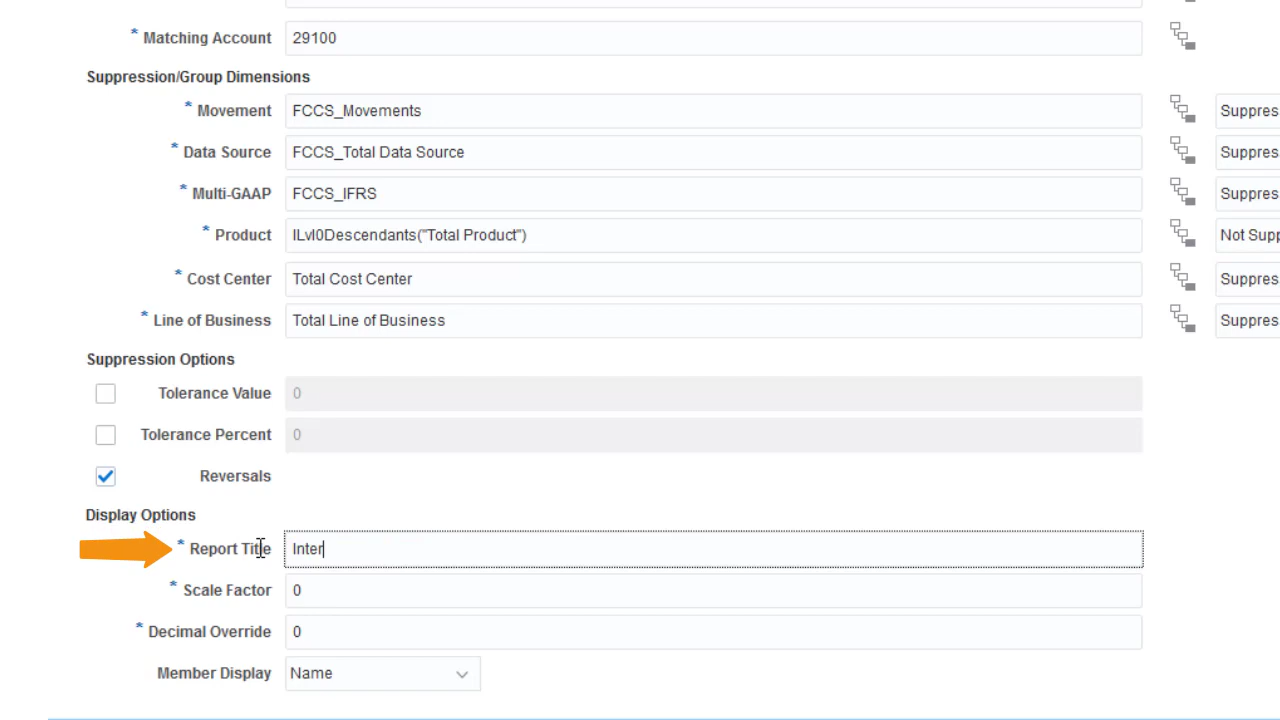 * Matching Account 29100
Suppression/Group Dimensions
* Movement FCCS_Movements Suppres
* Data Source FCCS_Total Data Source Suppres
* Multi-GAAP FCCS_IFRS Suppres
* Product ILvl0Descendants("Total Product") Not Supp
* Cost Center Total Cost Center Suppres
* Line of Business Total Line of Business Suppres
Suppression Options
Tolerance Value 0
Tolerance Percent 0
Reversals
Display Options
* Report Title Inter
* Scale Factor 0
* Decimal Override 0
Member Display Name